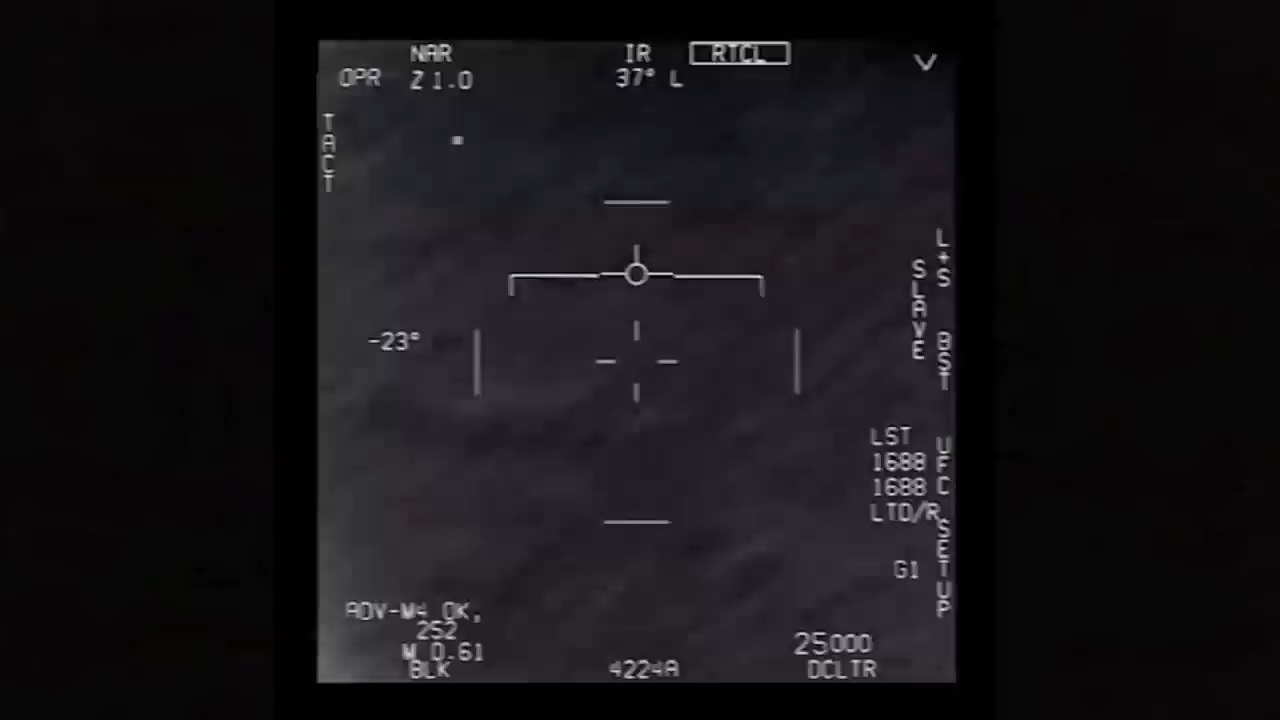 NAR IR RTCL
OPR Z 1.0 37° L
TACT
L+S
SLAVE
-23°
BST
LST
1688
1688
UFC
LTD/R
SETUP
G1
ADV-M4 OK,
252
M 0.61
25000
BLK 4224A DCLTR